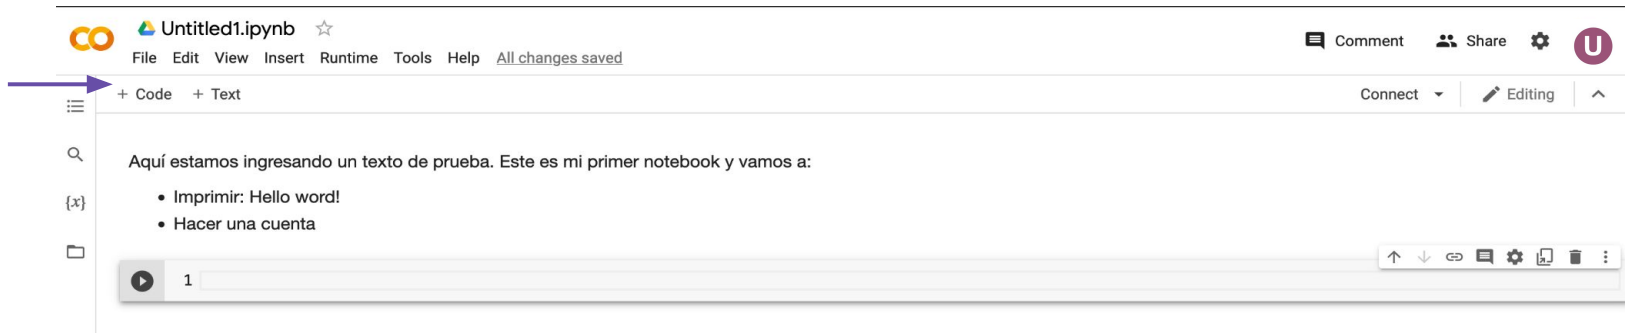 Untitled1.ipynb
Comment Share U
File Edit View Insert Runtime Tools Help All changes saved
+ Code + Text Connect Editing
Aquí estamos ingresando un texto de prueba. Este es mi primer notebook y vamos a:
{x}
• Imprimir: Hello word!
• Hacer una cuenta
1